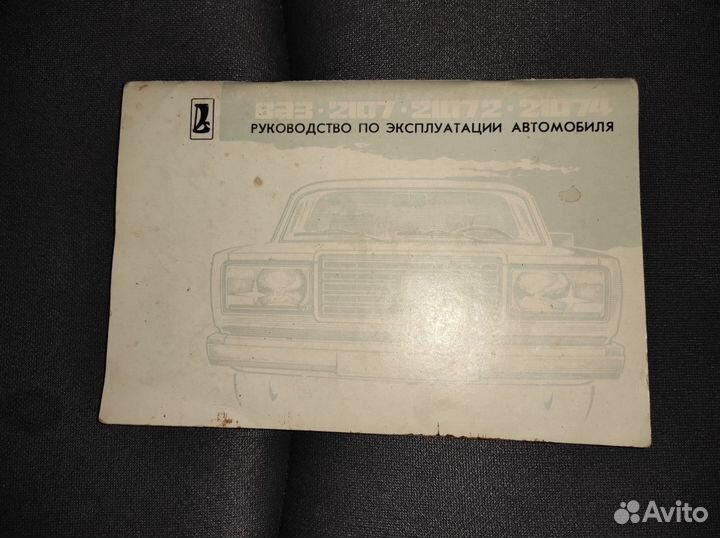 ВАЗ·2107·21072·21074
РУКОВОДСТВО ПО ЭКСПЛУАТАЦИИ АВТОМОБИЛЯ
Avito